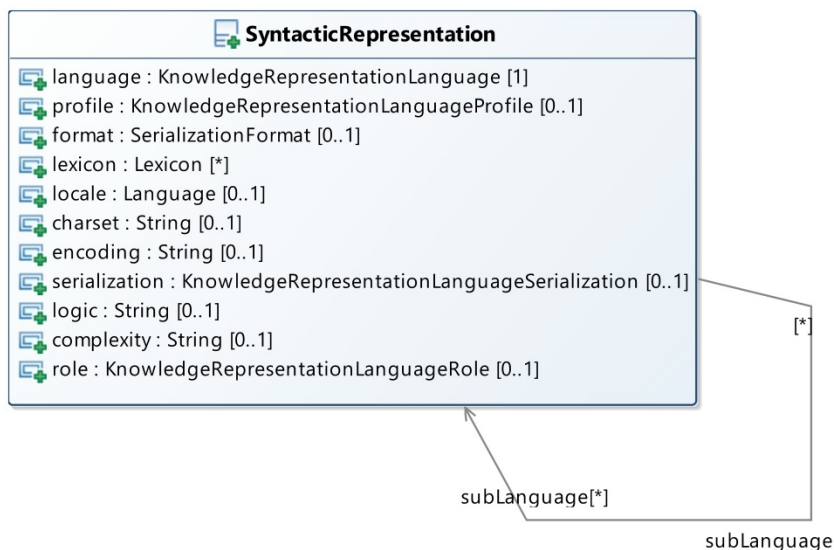 SyntacticRepresentation
language : KnowledgeRepresentationLanguage [1]
profile : KnowledgeRepresentationLanguageProfile [0..1]
format : SerializationFormat [0..1]
lexicon : Lexicon [*]
locale : Language [0..1]
charset : String [0..1]
encoding : String [0..1]
serialization : KnowledgeRepresentationLanguageSerialization [0..1]
logic : String [0..1]
complexity : String [0..1]
role : KnowledgeRepresentationLanguageRole [0..1]
[*]
subLanguage[*]
subLanguage